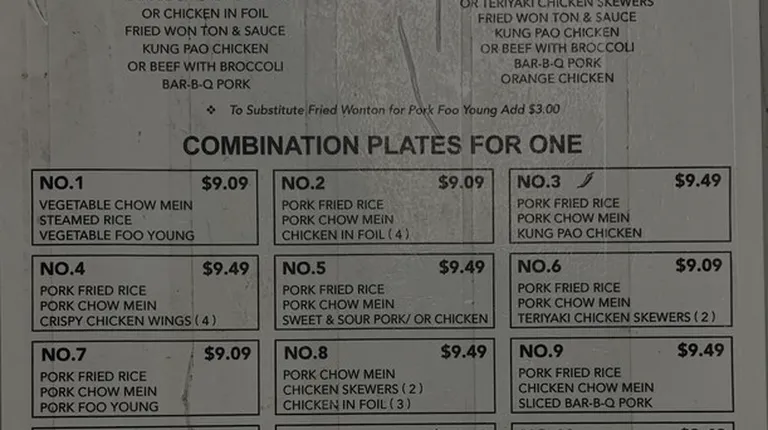 OR CHICKEN IN FOIL
FRIED WON TON & SAUCE
KUNG PAO CHICKEN
OR BEEF WITH BROCCOLI
BAR-B-Q PORK
OR TERIYAKI CHICKEN SKEWERS
FRIED WON TON & SAUCE
KUNG PAO CHICKEN
OR BEEF WITH BROCCOLI
BAR-B-Q PORK
ORANGE CHICKEN
❖ To Substitute Fried Wonton for Pork Foo Young Add $3.00
COMBINATION PLATES FOR ONE
NO.1 $9.09
VEGETABLE CHOW MEIN
STEAMED RICE
VEGETABLE FOO YOUNG
NO.2 $9.09
PORK FRIED RICE
PORK CHOW MEIN
CHICKEN IN FOIL ( 4 )
NO.3 $9.49
PORK FRIED RICE
PORK CHOW MEIN
KUNG PAO CHICKEN
NO.4 $9.49
PORK FRIED RICE
PORK CHOW MEIN
CRISPY CHICKEN WINGS ( 4 )
NO.5 $9.49
PORK FRIED RICE
PORK CHOW MEIN
SWEET & SOUR PORK/ OR CHICKEN
NO.6 $9.09
PORK FRIED RICE
PORK CHOW MEIN
TERIYAKI CHICKEN SKEWERS ( 2 )
NO.7 $9.09
PORK FRIED RICE
PORK CHOW MEIN
PORK FOO YOUNG
NO.8 $9.49
PORK CHOW MEIN
CHICKEN SKEWERS ( 2 )
CHICKEN IN FOIL ( 3 )
NO.9 $9.49
PORK FRIED RICE
CHICKEN CHOW MEIN
SLICED BAR-B-Q PORK